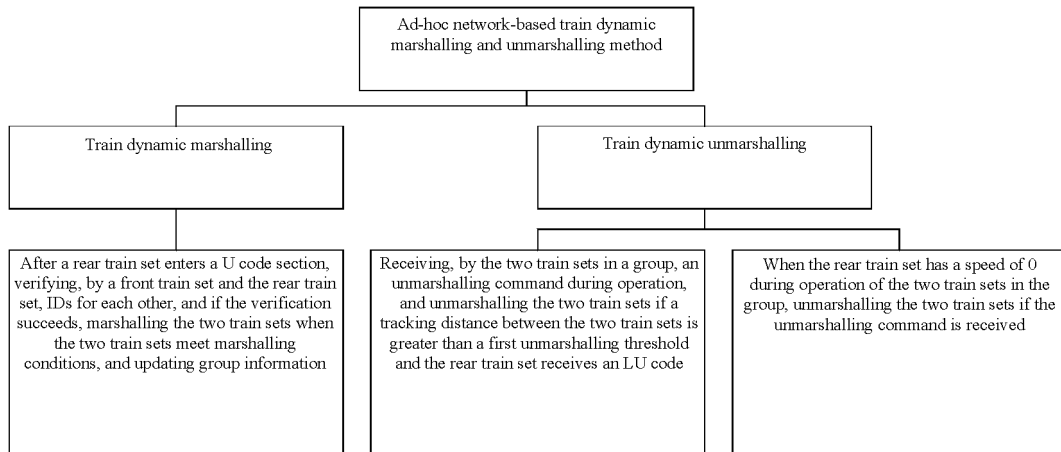 Ad-hoc network-based train dynamic
marshalling and unmarshalling method
Train dynamic marshalling
Train dynamic unmarshalling
After a rear train set enters a U code section,
verifying, by a front train set and the rear train
set, IDs for each other, and if the verification
succeeds, marshalling the two train sets when
the two train sets meet marshalling
conditions, and updating group information
Receiving, by the two train sets in a group, an
unmarshalling command during operation,
and unmarshalling the two train sets if a
tracking distance between the two train sets is
greater than a first unmarshalling threshold
and the rear train set receives an LU code
When the rear train set has a speed of 0
during operation of the two train sets in the
group, unmarshalling the two train sets if the
unmarshalling command is received